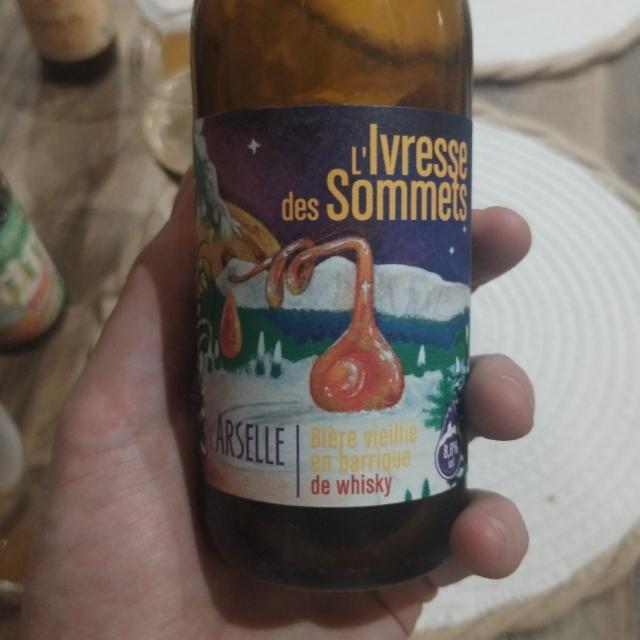 L'Ivresse
des Sommets
ARSELLE
Bière vieillie
en barrique
de whisky